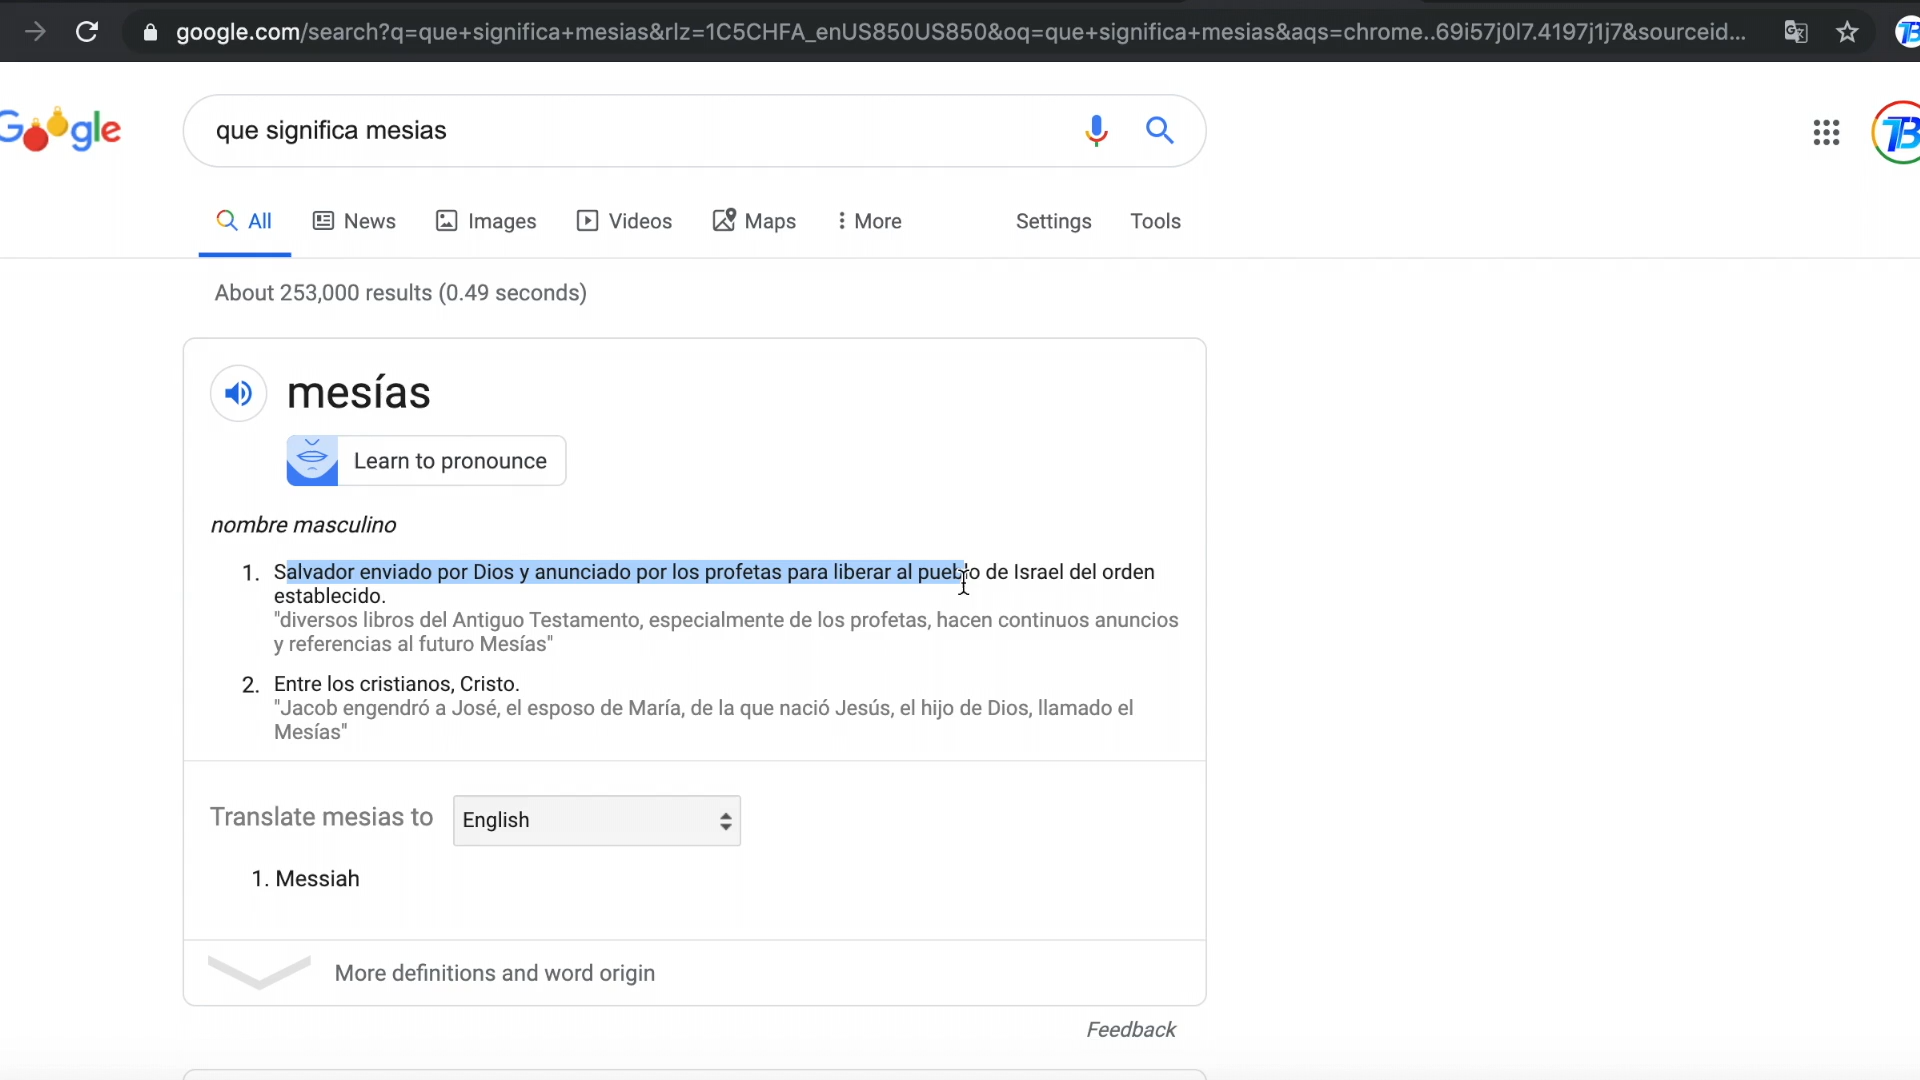 google.com/search?q=que+significa+mesias&rlz=1C5CHFA_enUS850US850&oq=que+significa+mesias&aqs=chrome..69i57j0l7.4197j1j7&sourceid...
Google
que significa mesias
TB
All
News
Images
Videos
Maps
More
Settings
Tools
About 253,000 results (0.49 seconds)
mesías
Learn to pronounce
nombre masculino
1. Salvador enviado por Dios y anunciado por los profetas para liberar al pueblo de Israel del orden
establecido.
"diversos libros del Antiguo Testamento, especialmente de los profetas, hacen continuos anuncios
y referencias al futuro Mesías"
2. Entre los cristianos, Cristo.
"Jacob engendró a José, el esposo de María, de la que nació Jesús, el hijo de Dios, llamado el
Mesías"
Translate mesias to
English
1. Messiah
More definitions and word origin
Feedback